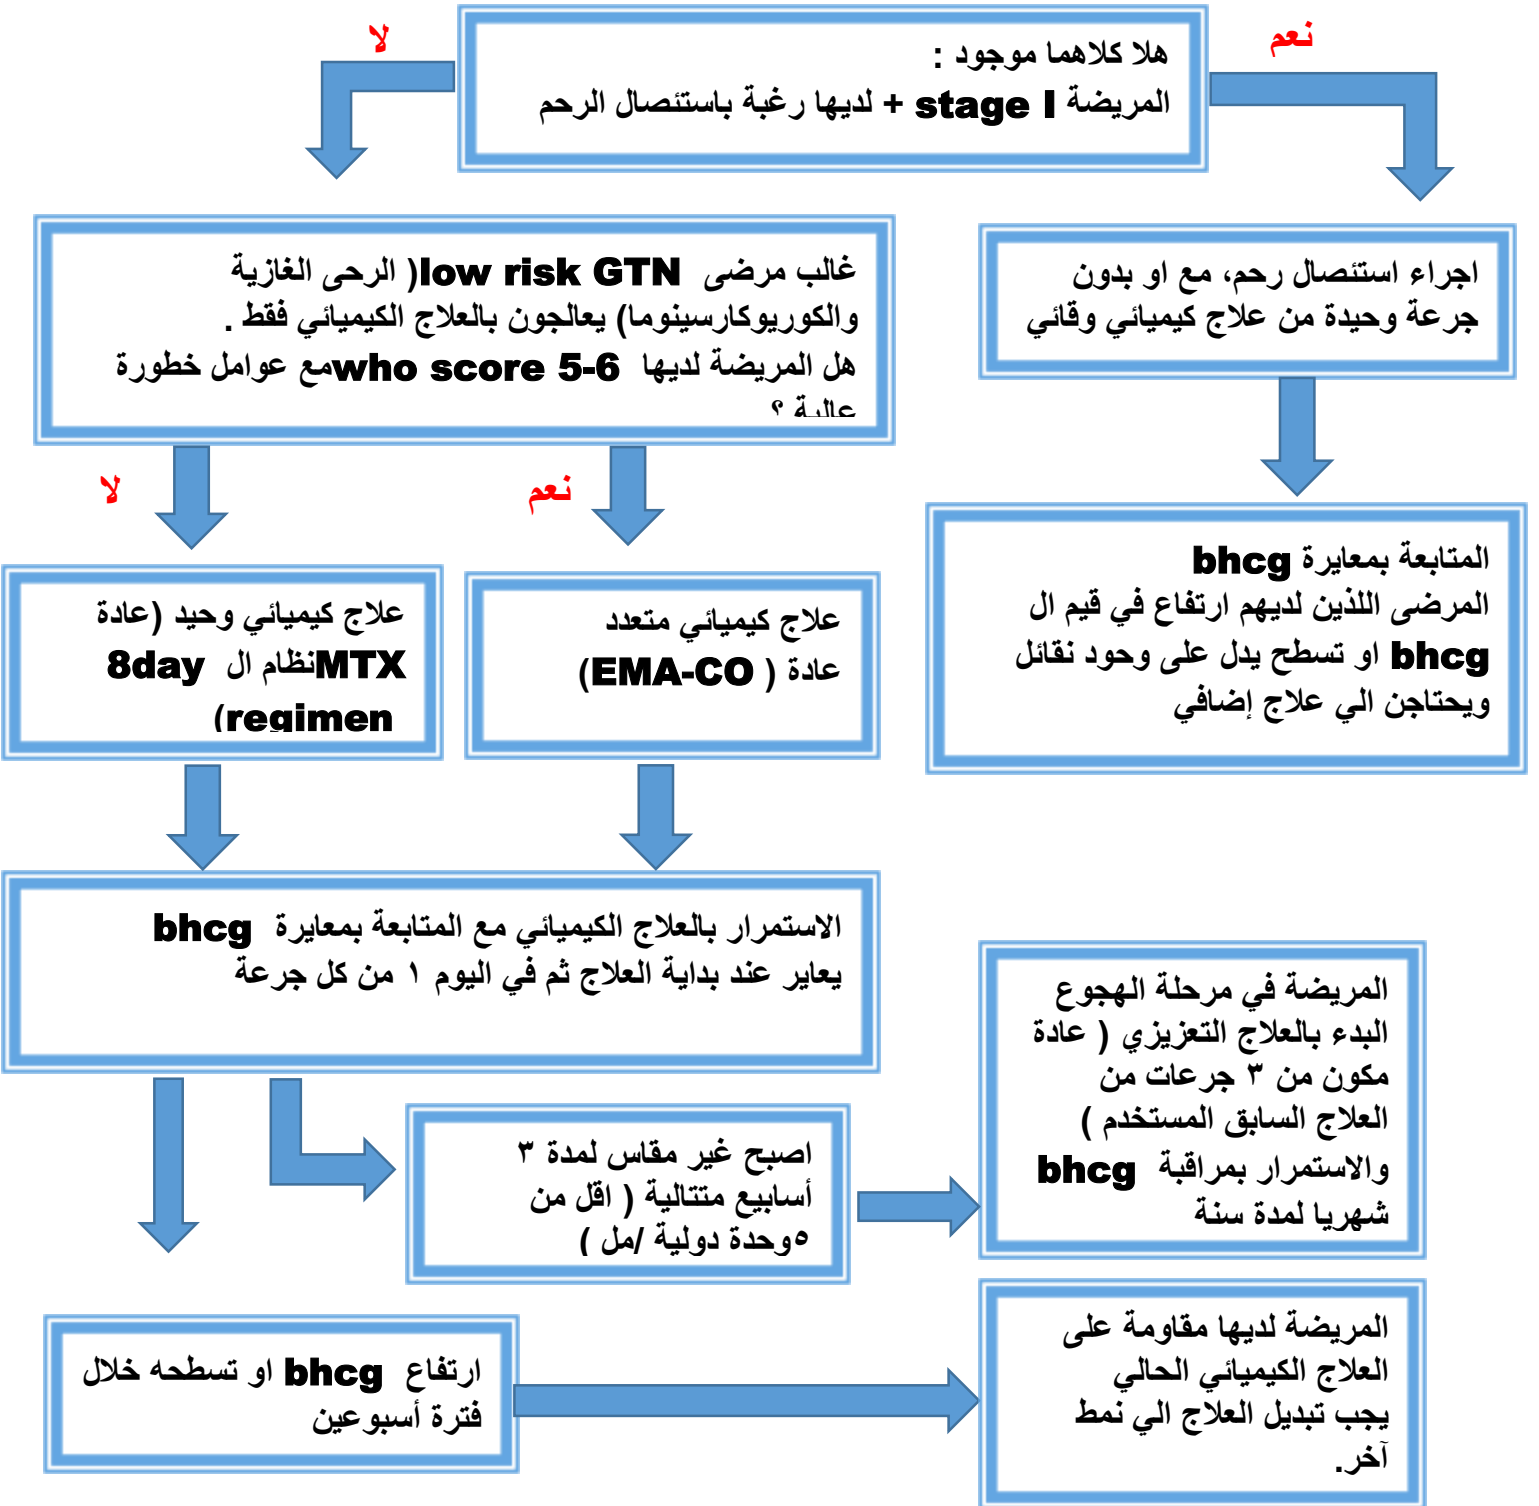 هلا كلاهما موجود :
المريضة stage I + لديها رغبة باستئصال الرحم
نعم
لا
اجراء استئصال رحم، مع او بدون
جرعة وحيدة من علاج كيميائي وقائي
المتابعة بمعايرة bhcg
المرضى اللذين لديهم ارتفاع في قيم ال
bhcg او تسطح يدل على وحود نقائل
ويحتاجن الي علاج إضافي
غالب مرضى low risk GTN( الرحى الغازية
والكوريوكارسينوما) يعالجون بالعلاج الكيميائي فقط .
هل المريضة لديها who score 5-6مع عوامل خطورة
عالية ؟
نعم
لا
علاج كيميائي متعدد
عادة ( EMA-CO)
علاج كيميائي وحيد (عادة
MTXنظام ال 8day
regimen)
الاستمرار بالعلاج الكيميائي مع المتابعة بمعايرة bhcg
يعاير عند بداية العلاج ثم في اليوم ١ من كل جرعة
اصبح غير مقاس لمدة ٣
أسابيع متتالية ( اقل من
٥وحدة دولية /مل )
المريضة في مرحلة الهجوع
البدء بالعلاج التعزيزي ( عادة
مكون من ٣ جرعات من
العلاج السابق المستخدم )
والاستمرار بمراقبة bhcg
شهريا لمدة سنة
ارتفاع bhcg او تسطحه خلال
فترة أسبوعين
المريضة لديها مقاومة على
العلاج الكيميائي الحالي
يجب تبديل العلاج الي نمط
آخر.